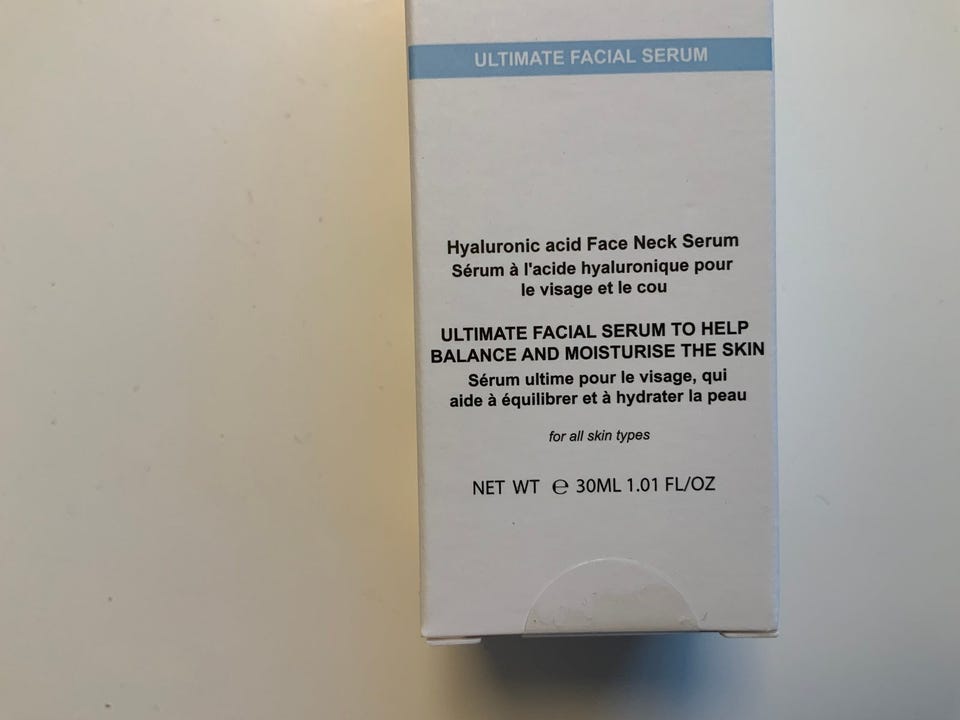 ULTIMATE FACIAL SERUM
Hyaluronic acid Face Neck Serum
Sérum à l'acide hyaluronique pour
le visage et le cou
ULTIMATE FACIAL SERUM TO HELP
BALANCE AND MOISTURISE THE SKIN
Sérum ultime pour le visage, qui
aide à équilibrer et à hydrater la peau
for all skin types
NET WT ℮ 30ML 1.01 FL/OZ